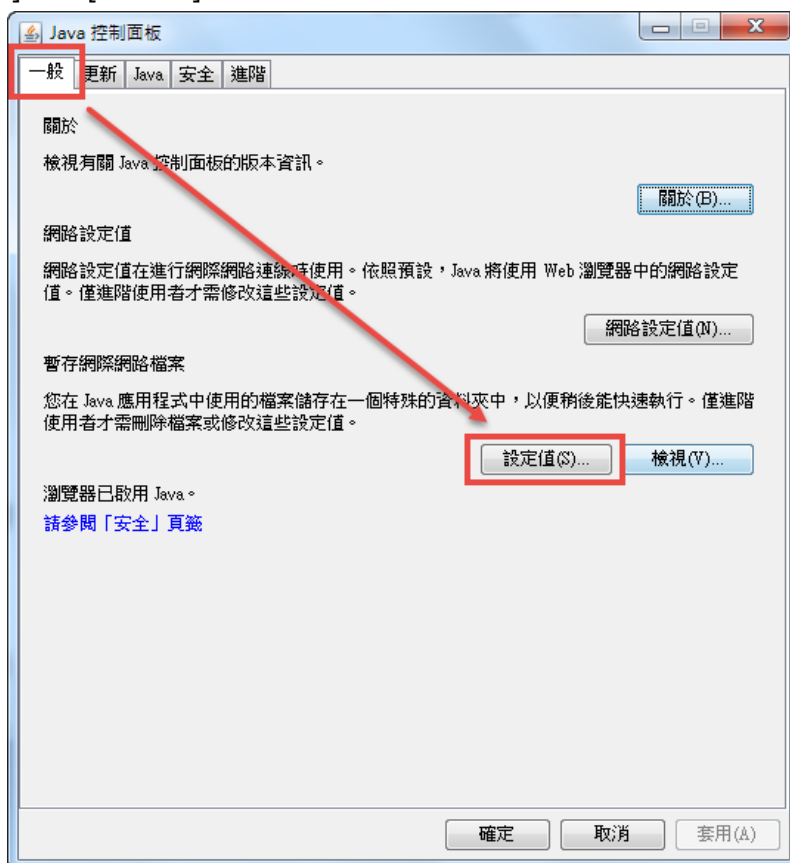 Java 控制面板
一般 更新 Java 安全 進階
關於
檢視有關 Java 控制面板的版本資訊。
關於(B)...
網路設定值
網路設定值在進行網際網路連線時使用。依照預設，Java 將使用 Web 瀏覽器中的網路設定
值。僅進階使用者才需修改這些設定值。
網路設定值(N)...
暫存網際網路檔案
您在 Java 應用程式中使用的檔案儲存在一個特殊的資料夾中，以便稍後能快速執行。僅進階
使用者才需刪除檔案或修改這些設定值。
設定值(S)... 檢視(V)...
瀏覽器已啟用 Java。
請參閱「安全」頁籤
確定 取消 套用(A)